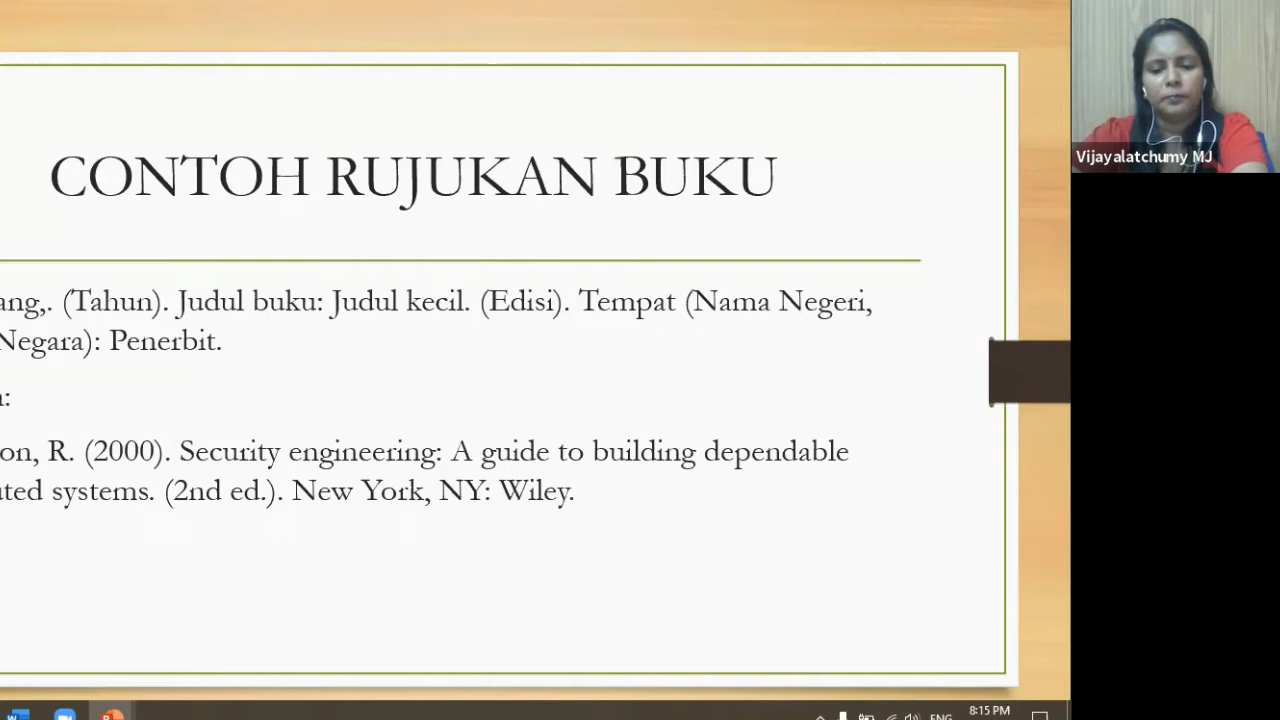 CONTOH RUJUKAN BUKU
ang,. (Tahun). Judul buku: Judul kecil. (Edisi). Tempat (Nama Negeri,
Negara): Penerbit.
:
on, R. (2000). Security engineering: A guide to building dependable
uted systems. (2nd ed.). New York, NY: Wiley.
Vijayalatchumy MJ
ENG
8:15 PM